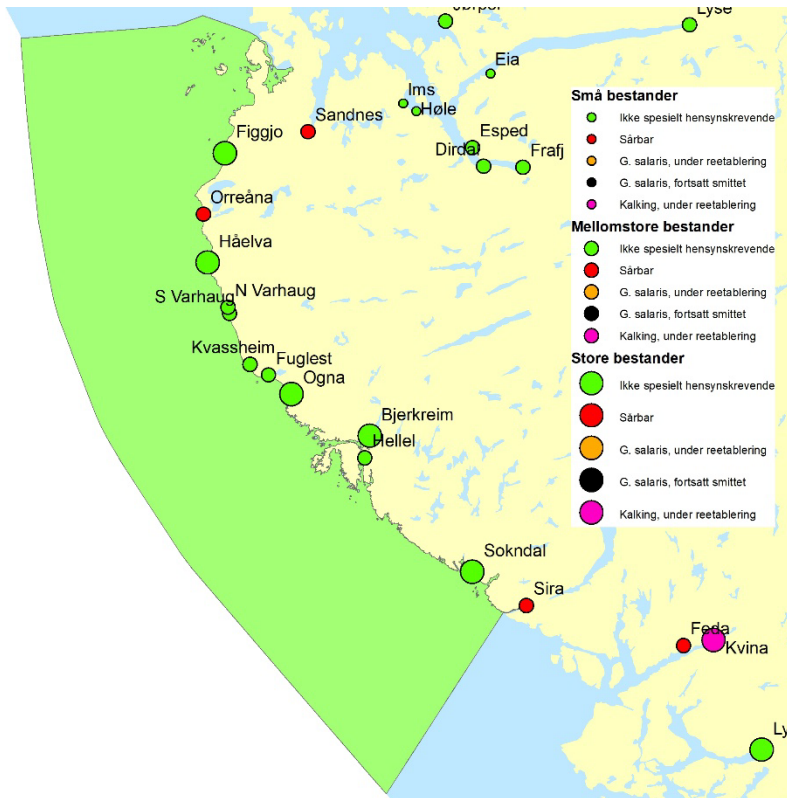 Jørpel
Lyse
Eia
Ims
Høle
Sandnes
Figgjo
Esped
Dirdal
Frafj
Orreåna
Håelva
S Varhaug
N Varhaug
Kvassheim
Fuglest
Ogna
Bjerkreim
Hellel
Sokndal
Sira
Feda
Kvina
Ly
Små bestander
Ikke spesielt hensynskrevende
Sårbar
G. salaris, under reetablering
G. salaris, fortsatt smittet
Kalking, under reetablering
Mellomstore bestander
Ikke spesielt hensynskrevende
Sårbar
G. salaris, under reetablering
G. salaris, fortsatt smittet
Kalking, under reetablering
Store bestander
Ikke spesielt hensynskrevende
Sårbar
G. salaris, under reetablering
G. salaris, fortsatt smittet
Kalking, under reetablering